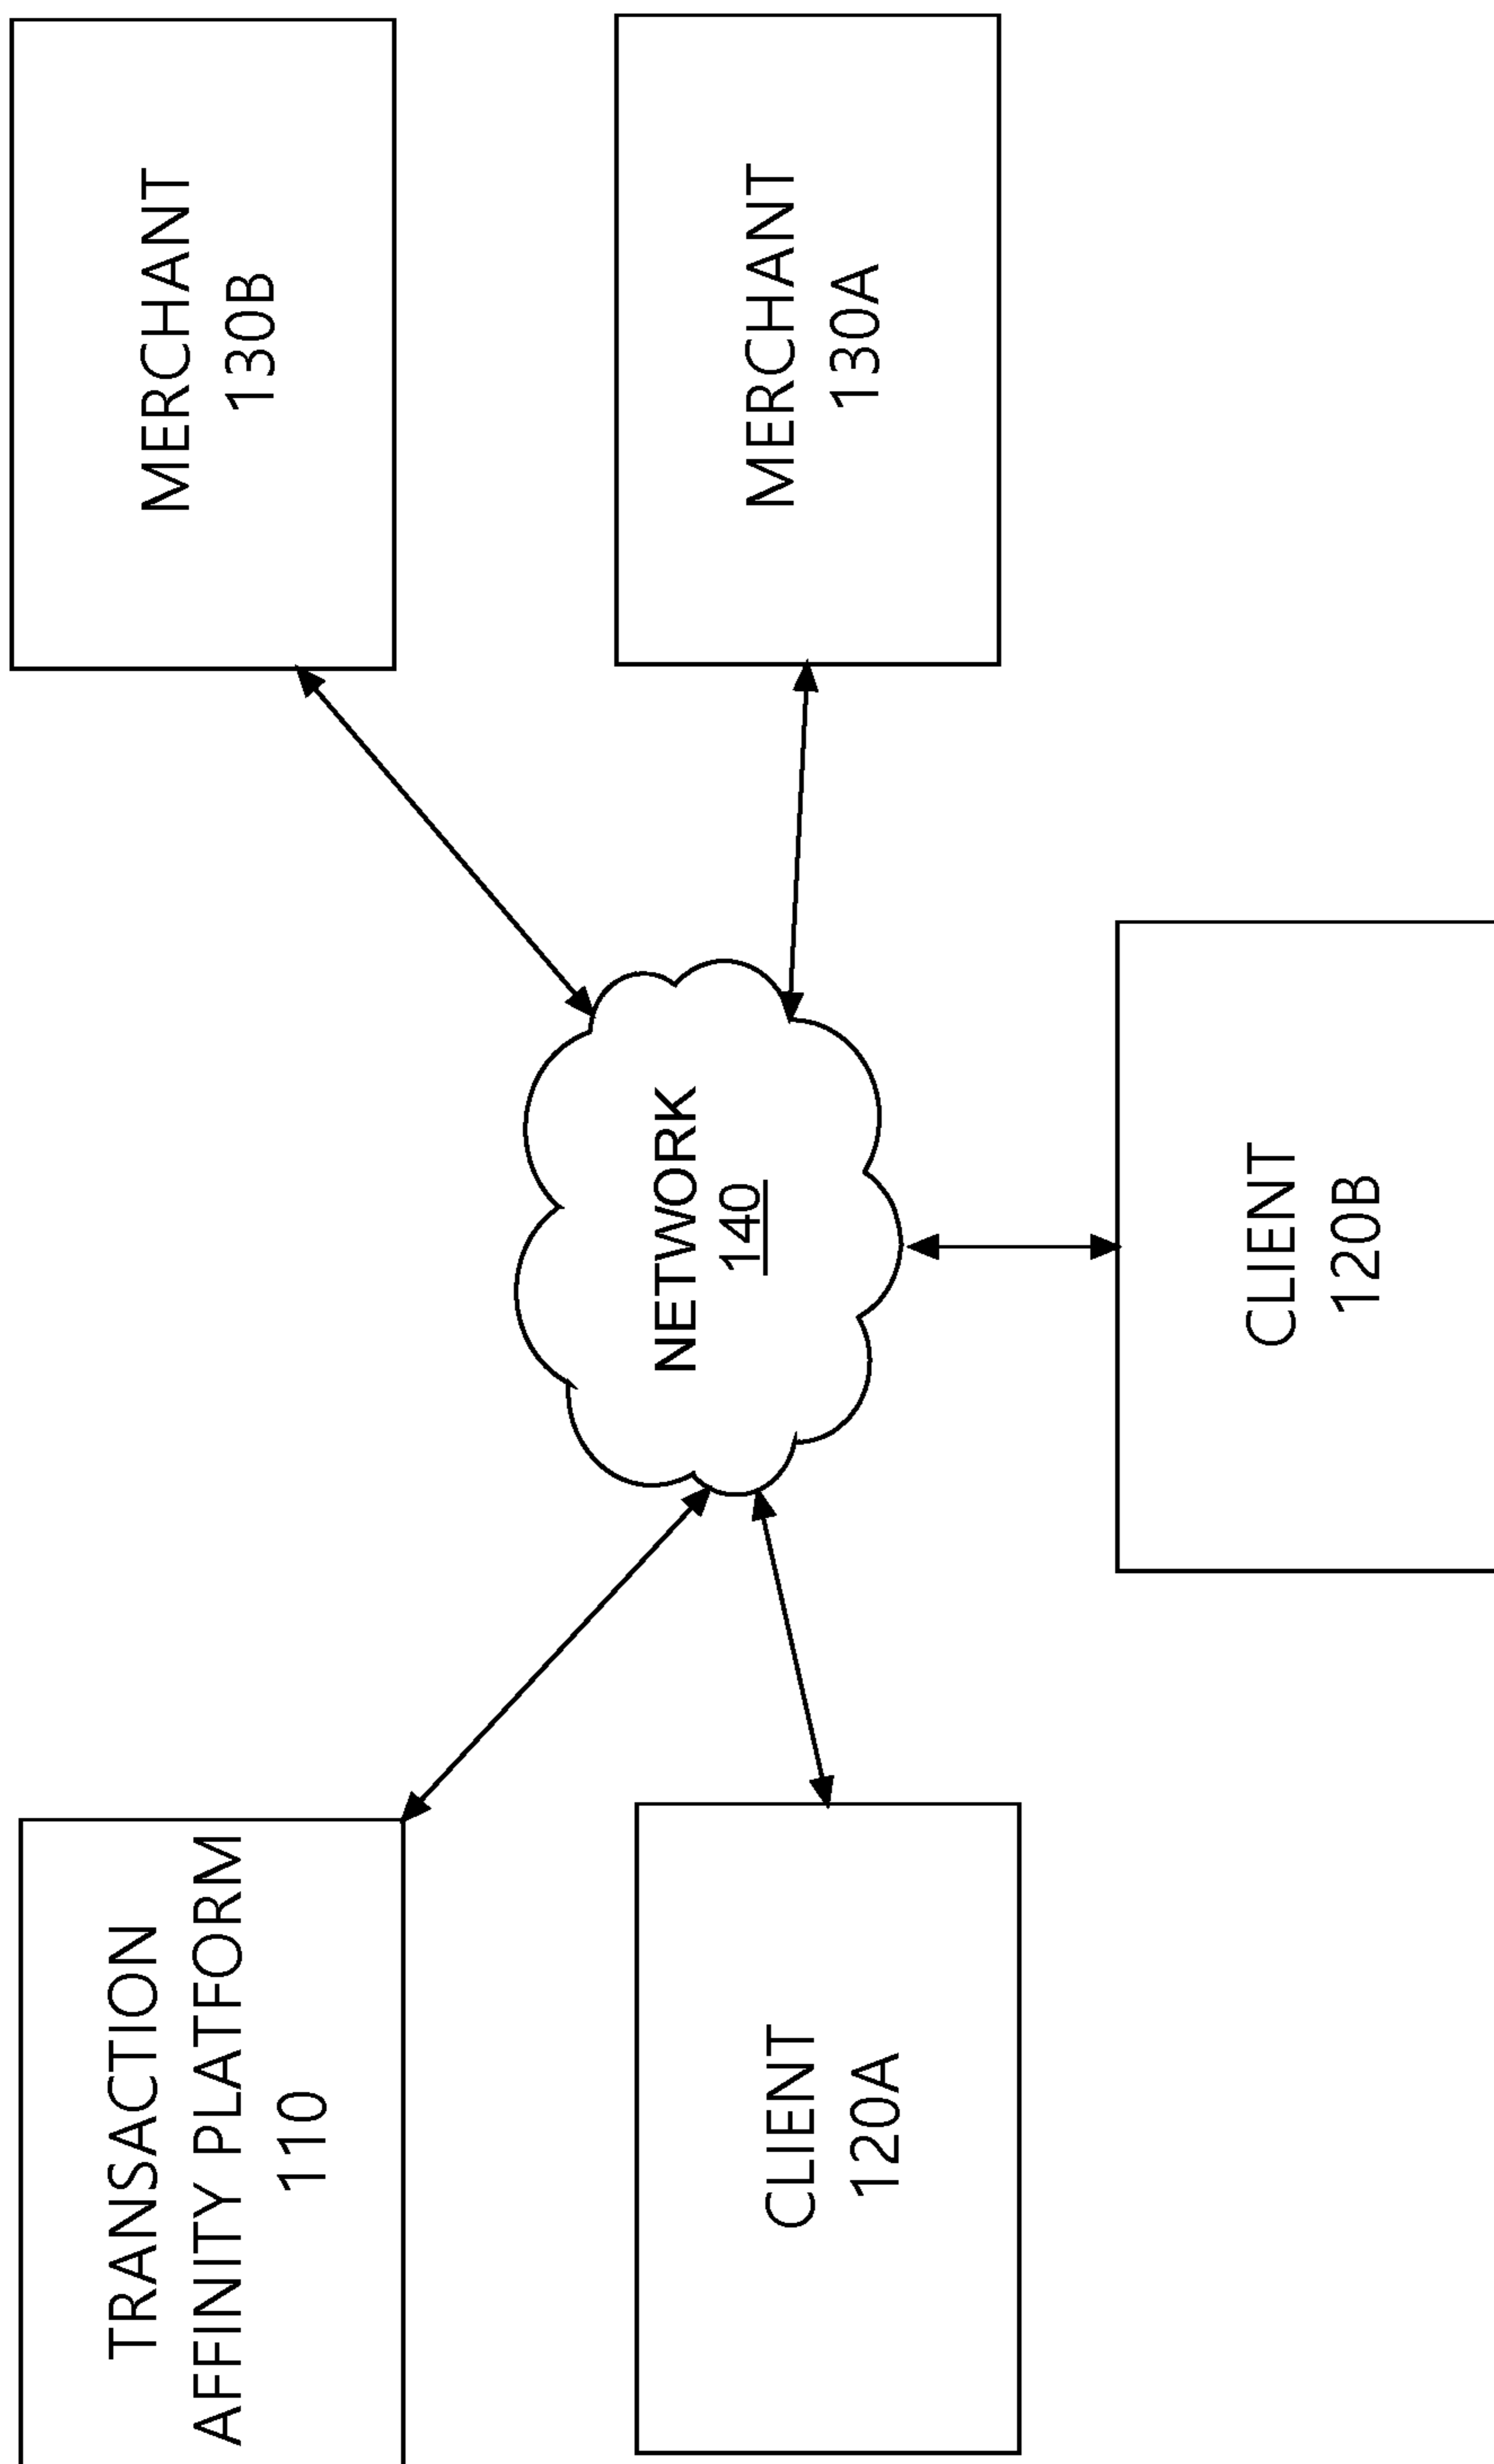 TRANSACTION
AFFINITY PLATFORM
110
MERCHANT
130B
NETWORK
140
CLIENT
120A
MERCHANT
130A
CLIENT
120B